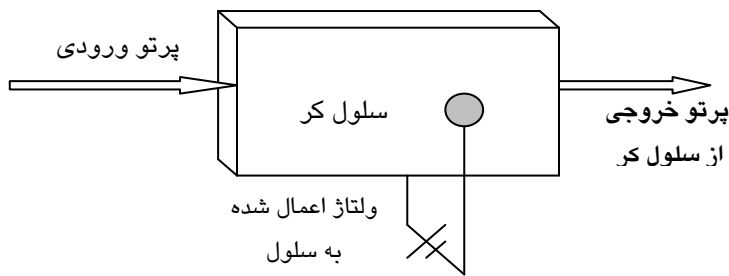 پرتو ورودی
سلول کر
پرتو خروجی
از سلول کر
ولتاژ اعمال شده
به سلول